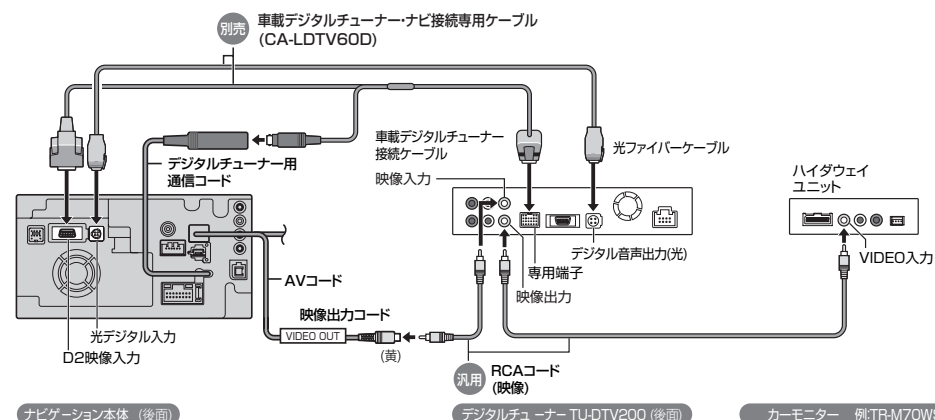 別売
車載デジタルチューナー・ナビ接続専用ケーブル
(CA-LDTV60D)
車載デジタルチューナー
接続ケーブル
光ファイバーケーブル
映像入力
ハイダウェイ
ユニット
デジタルチューナー用
通信コード
デジタル音声出力(光)
VIDEO入力
専用端子
AVコード
映像出力
映像出力コード
光デジタル入力
VIDEO OUT
D2映像入力
(黄)
汎用
RCAコード
(映像)
ナビゲーション本体 (後面)
デジタルチューナー TU-DTV200 (後面)
カーモニター 例:TR-M70WS